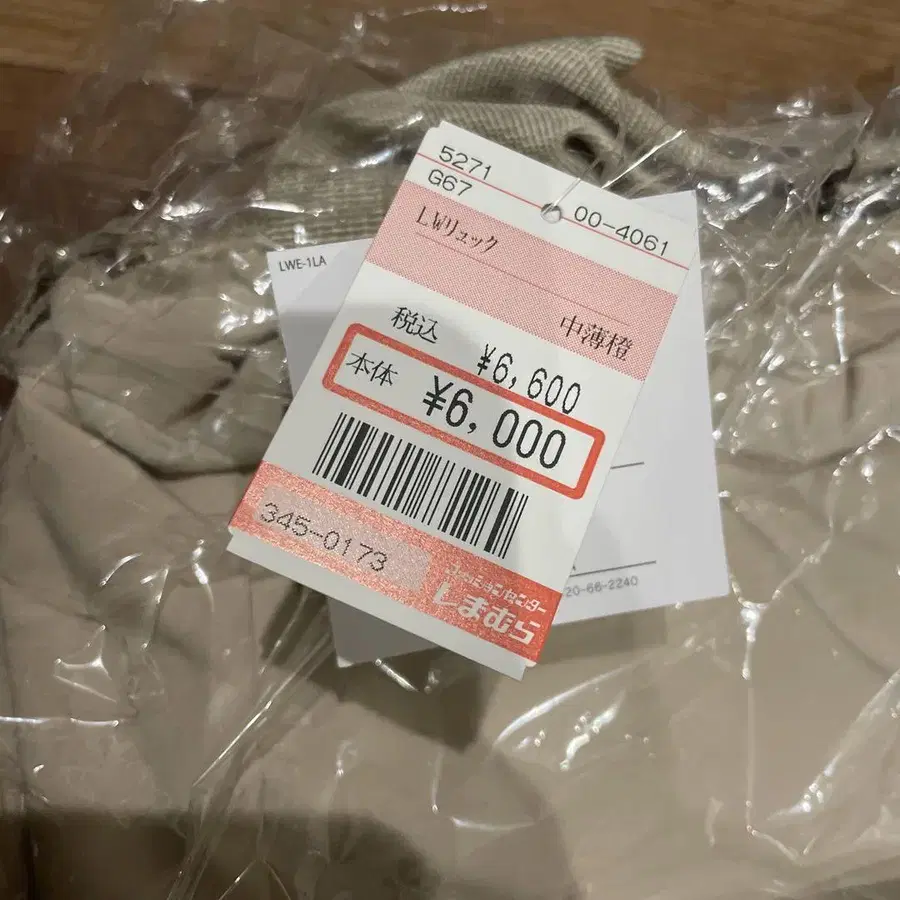 5271
G67
00-4061
LWリュック
中薄橙
税込 ¥6,600
本体 ¥6,000
345-0173
ファッションセンター
しまむら
LWE-1LA
20-66-2240